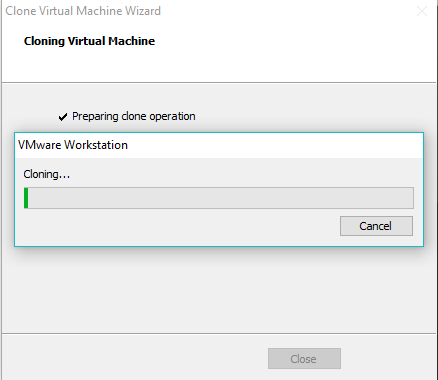 Clone Virtual Machine Wizard
Cloning Virtual Machine
Preparing clone operation
VMware Workstation
Cloning...
Cancel
Close